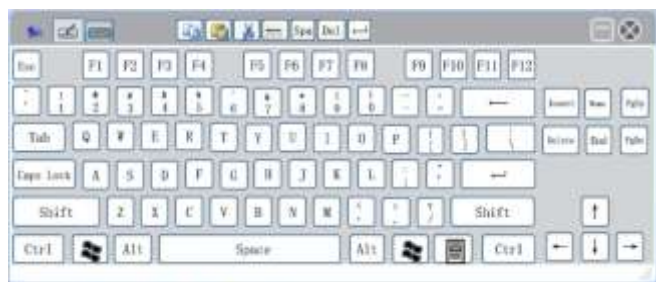 Spa Del
Esc F1 F2 F3 F4 F5 F6 F7 F8 F9 F10 F11 F12
1 2 3 4 5 6 7 8 9 0 Insert Home PgUp
Tab Q W E R T Y U I O P [ ] \ Delete End PgDn
Caps Lock A S D F G H J K L ;
Shift Z X C V B N M Shift ↑
Ctrl Alt Space Alt Ctrl ← ↓ →